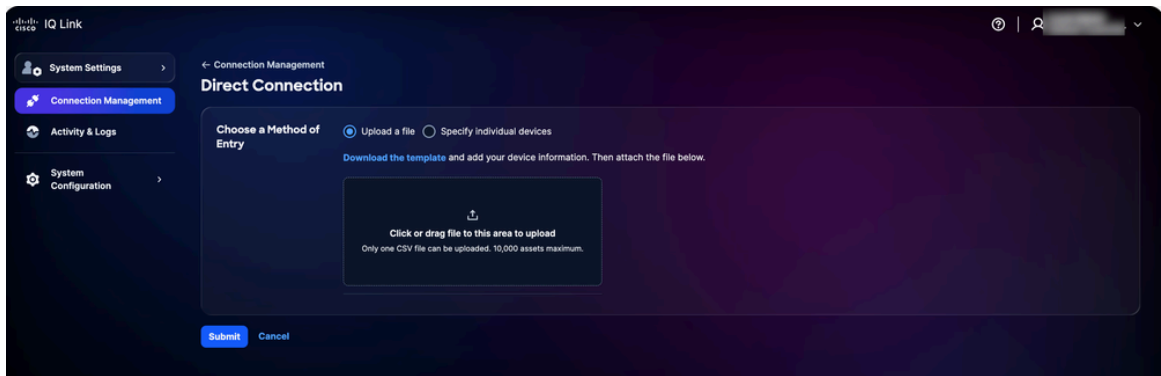 cisco IQ Link
System Settings
← Connection Management
Direct Connection
Connection Management
Activity & Logs
System
Configuration
Choose a Method of
Entry
Upload a file Specify individual devices
Download the template and add your device information. Then attach the file below.
Click or drag file to this area to upload
Only one CSV file can be uploaded. 10,000 assets maximum.
Submit Cancel